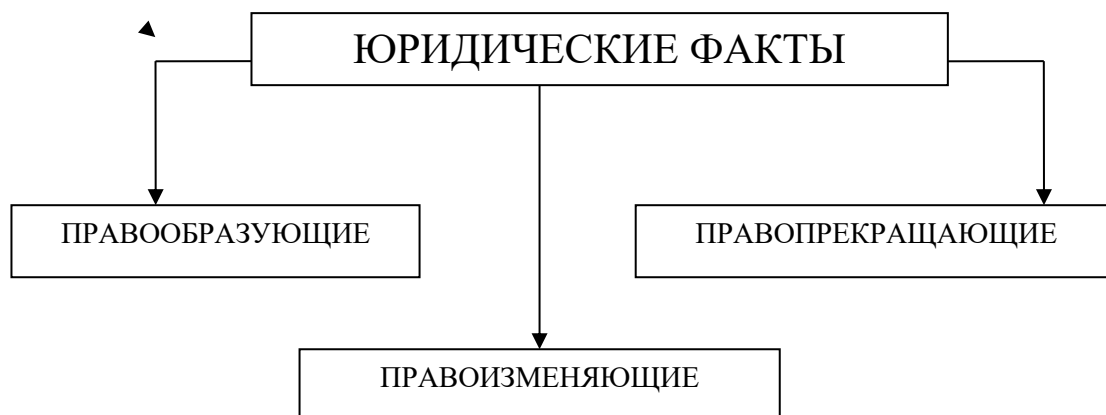 ЮРИДИЧЕСКИЕ ФАКТЫ
ПРАВООБРАЗУЮЩИЕ
ПРАВОПРЕКРАЩАЮЩИЕ
ПРАВОИЗМЕНЯЮЩИЕ